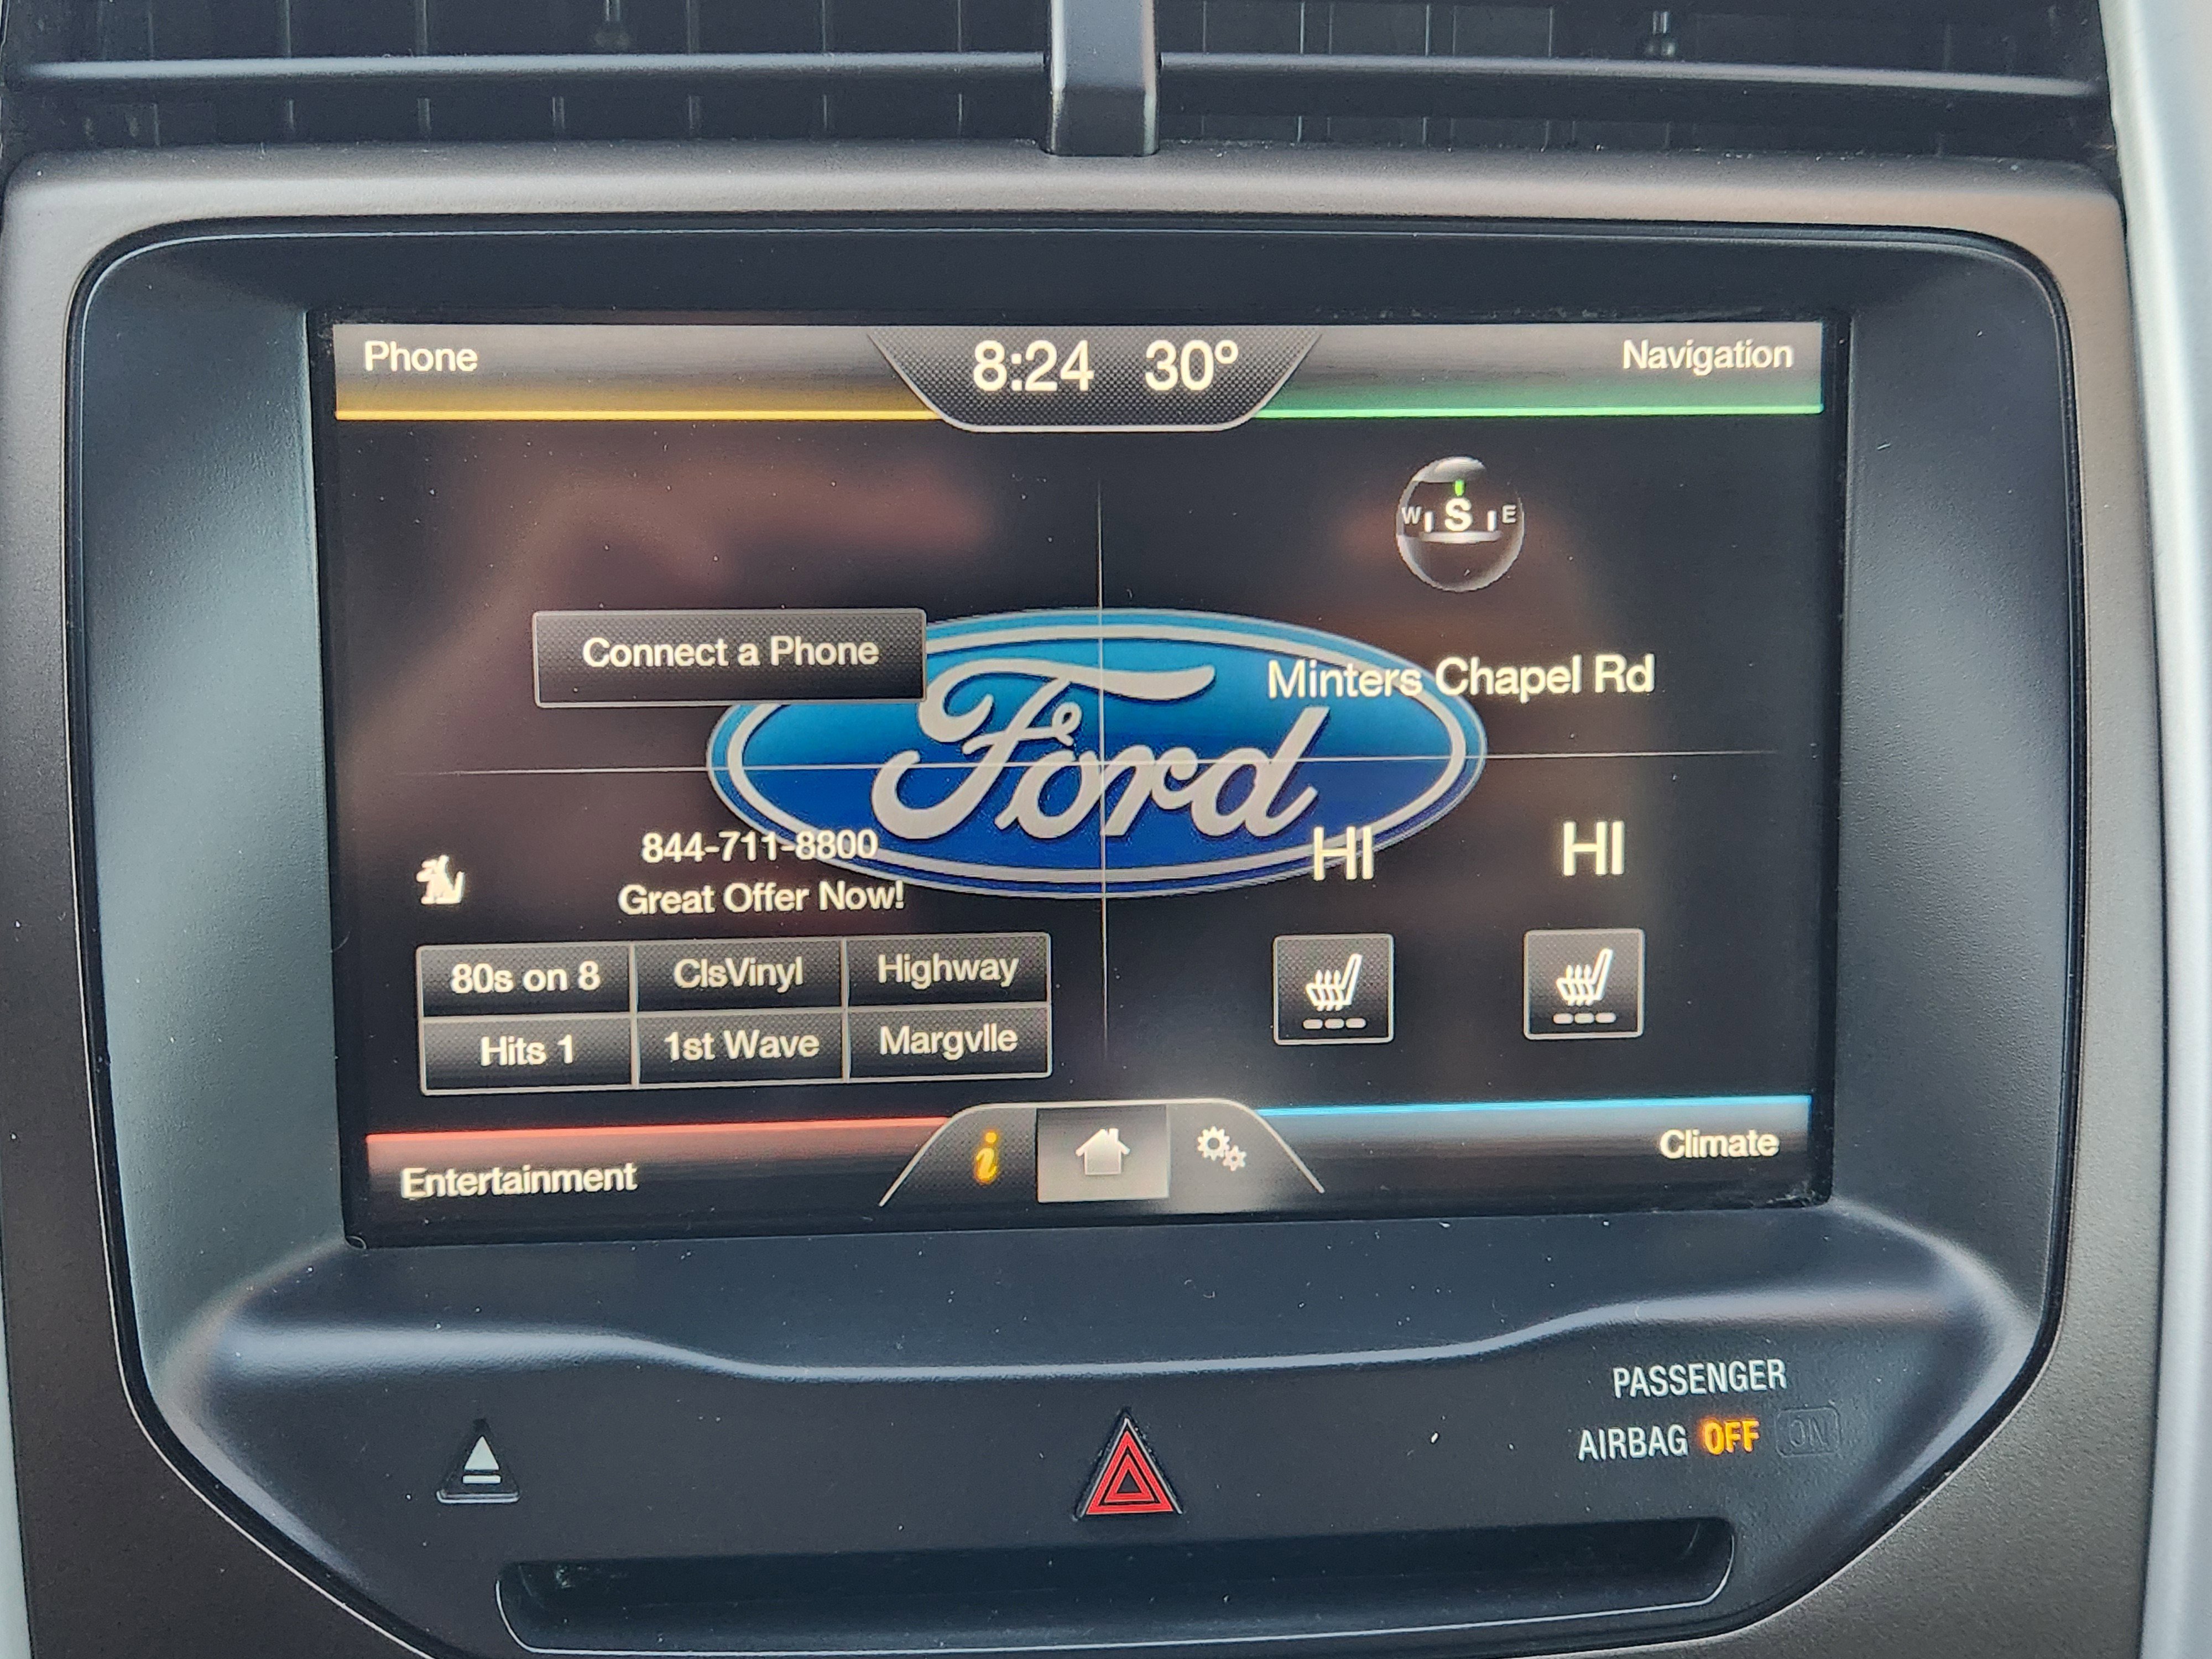 Phone
8:24 30°
Navigation
W S E
Connect a Phone
Minters Chapel Rd
Ford
844-711-8800
Great Offer Now!
HI HI
80s on 8 ClsVinyl Highway
Hits 1 1st Wave Margvlle
Entertainment
i
Climate
PASSENGER
AIRBAG OFF ON